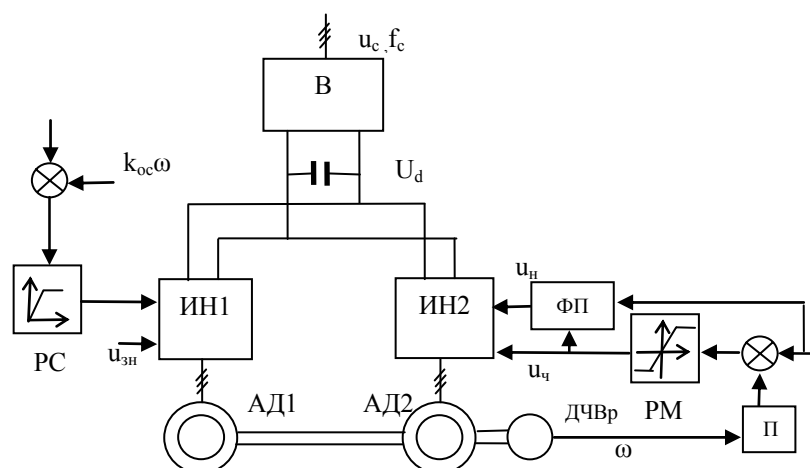 u_c ,f_c
В
k_ocω
U_d
u_н
ИН1
ИН2
ФП
РС
u_зн
u_ч
АД1
АД2
ДЧВр
РМ
П
ω